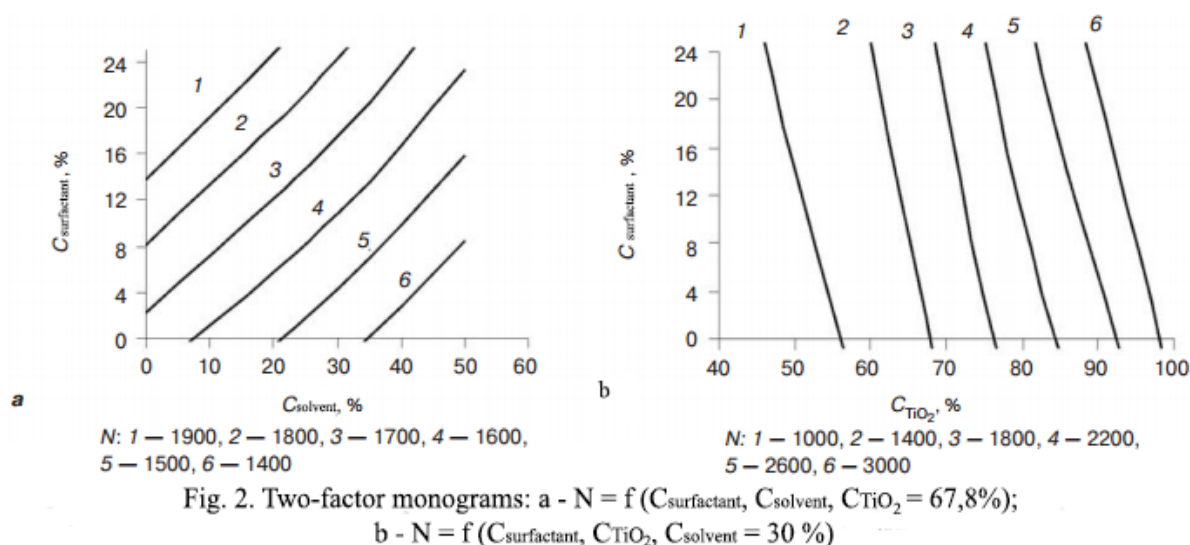 24
20
16
12
8
4
0
C surfactant, %
1
2
3
4
5
6
0 10 20 30 40 50 60
Csolvent, %
a
N: 1 — 1900, 2 — 1800, 3 — 1700, 4 — 1600,
5 — 1500, 6 — 1400
1 2 3 4 5 6
24
20
16
12
8
4
0
C surfactant, %
40 50 60 70 80 90 100
b
CTiO2, %
N: 1 — 1000, 2 — 1400, 3 — 1800, 4 — 2200,
5 — 2600, 6 — 3000
Fig. 2. Two-factor monograms: a - N = f (Csurfactant, Csolvent, CTiO2 = 67,8%);
b - N = f (Csurfactant, CTiO2, Csolvent = 30 %)